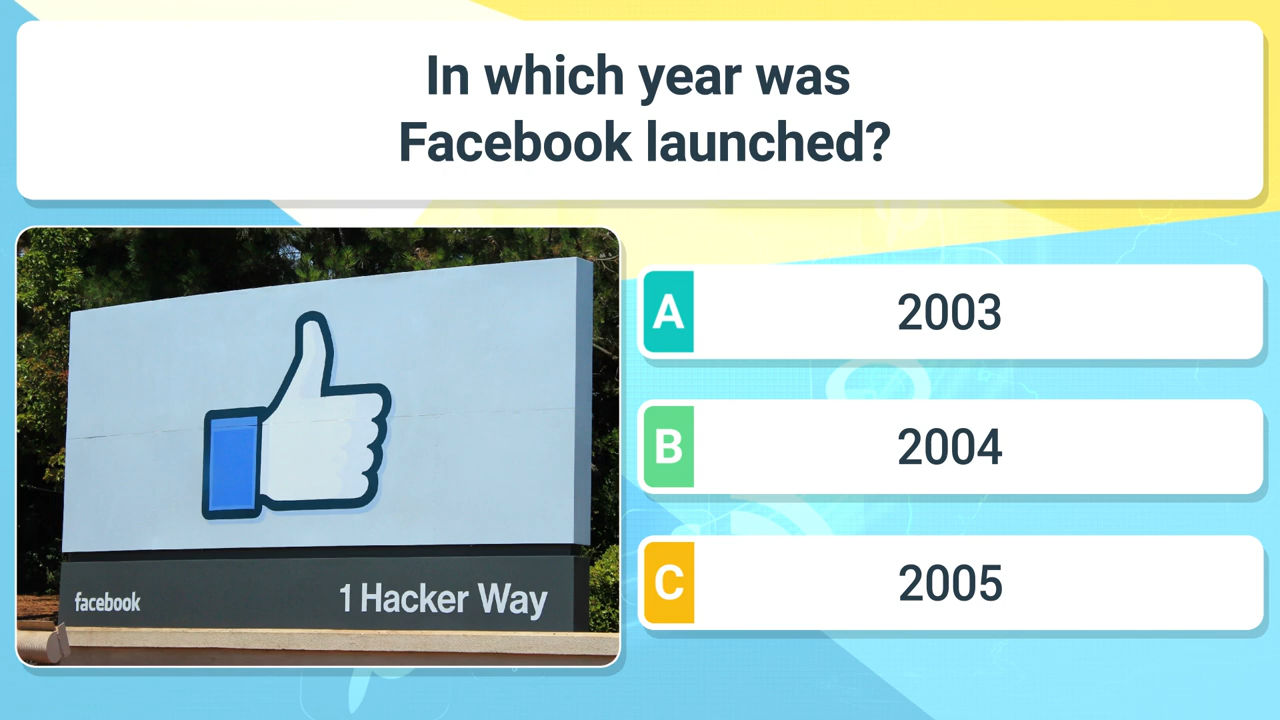 In which year was
Facebook launched?
facebook
1 Hacker Way
A
2003
B
2004
C
2005